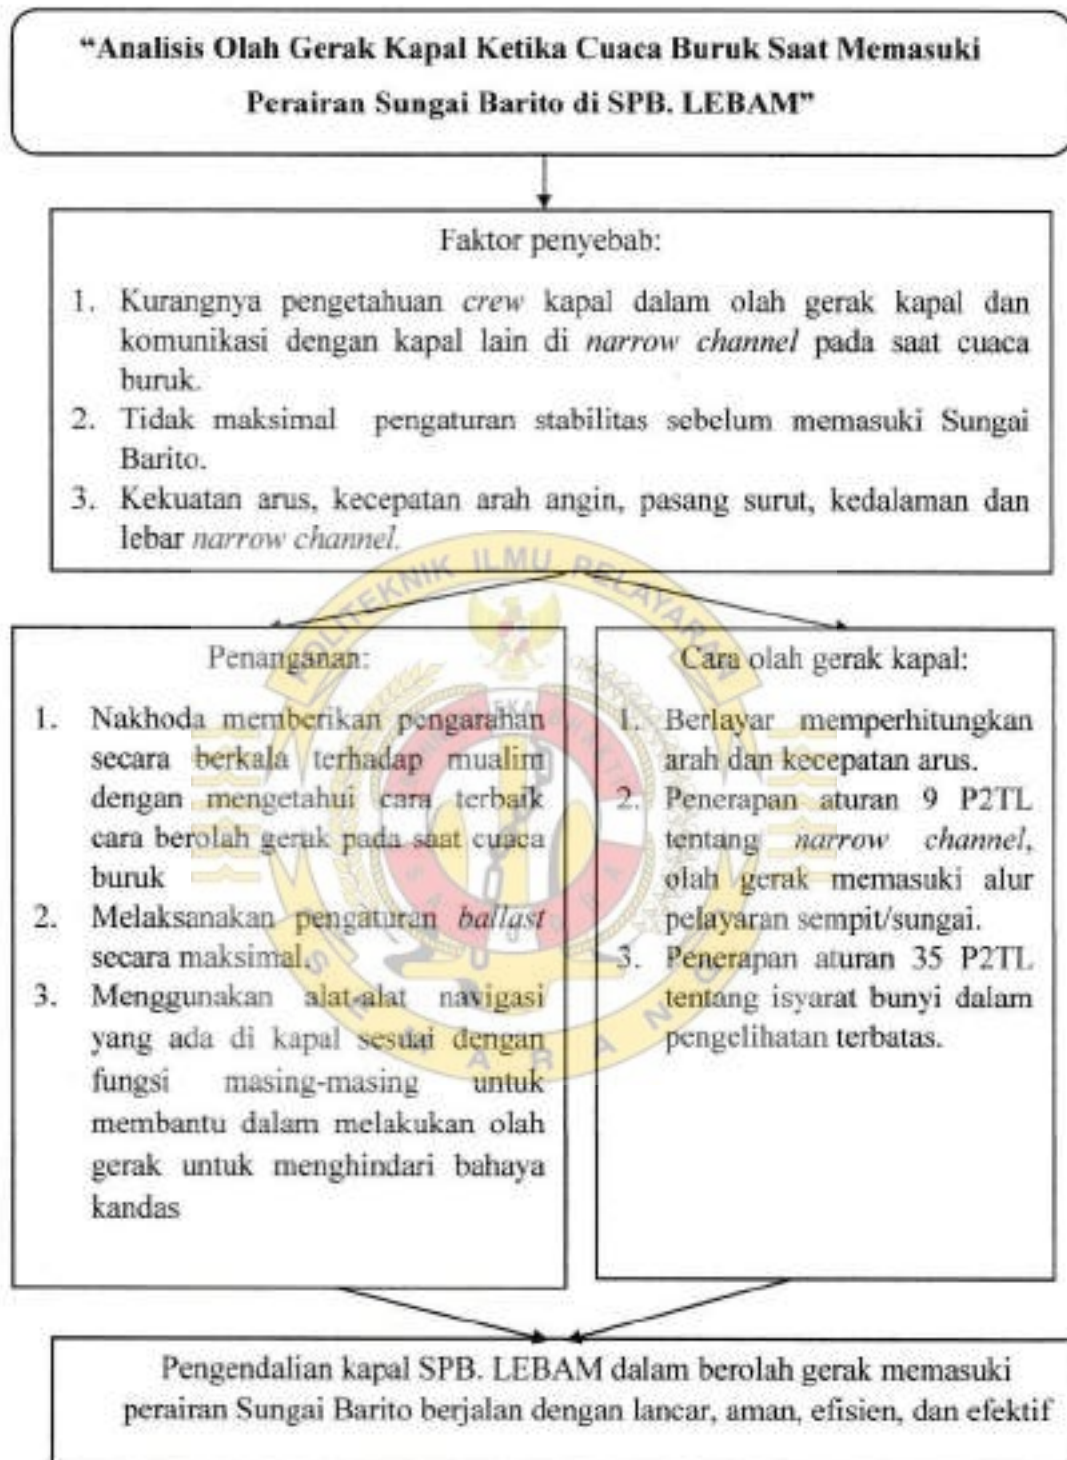 “Analisis Olah Gerak Kapal Ketika Cuaca Buruk Saat Memasuki
Perairan Sungai Barito di SPB. LEBAM”
Faktor penyebab:
1. Kurangnya pengetahuan crew kapal dalam olah gerak kapal dan
komunikasi dengan kapal lain di narrow channel pada saat cuaca
buruk.
2. Tidak maksimal pengaturan stabilitas sebelum memasuki Sungai
Barito.
3. Kekuatan arus, kecepatan arah angin, pasang surut, kedalaman dan
lebar narrow channel.
POLITEKNIK ILMU PELAYARAN
SEMARANG
Penanganan:
1. Nakhoda memberikan pengarahan
secara berkala terhadap mualim
dengan mengetahui cara terbaik
cara berolah gerak pada saat cuaca
buruk
2. Melaksanakan pengaturan ballast
secara maksimal.
3. Menggunakan alat-alat navigasi
yang ada di kapal sesuai dengan
fungsi masing-masing untuk
membantu dalam melakukan olah
gerak untuk menghindari bahaya
kandas
Cara olah gerak kapal:
1. Berlayar memperhitungkan
arah dan kecepatan arus.
2. Penerapan aturan 9 P2TL
tentang narrow channel,
olah gerak memasuki alur
pelayaran sempit/sungai.
3. Penerapan aturan 35 P2TL
tentang isyarat bunyi dalam
pengelihatan terbatas.
Pengendalian kapal SPB. LEBAM dalam berolah gerak memasuki
perairan Sungai Barito berjalan dengan lancar, aman, efisien, dan efektif